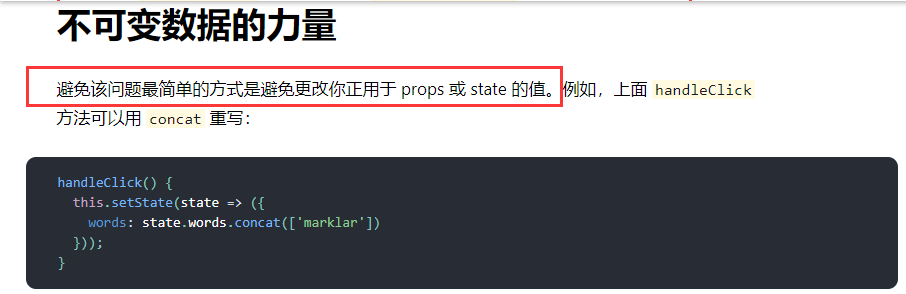 不可变数据的力量
避免该问题最简单的方式是避免更改你正用于 props 或 state 的值。例如，上面 handleClick
方法可以用 concat 重写：
handleClick() {
  this.setState(state => ({
    words: state.words.concat(['marklar'])
  }));
}